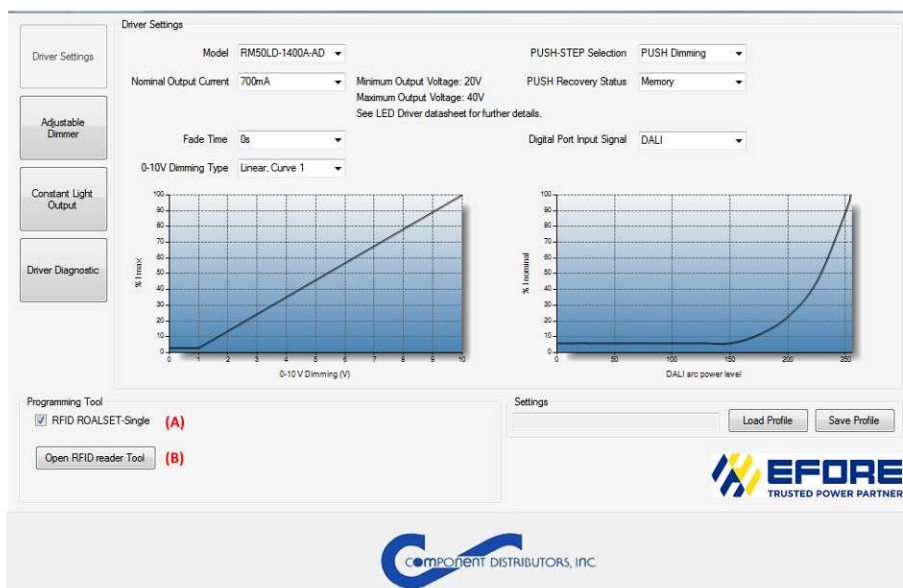 Driver Settings
Driver Settings
Adjustable
Dimmer
Constant Light
Output
Driver Diagnostic
Model RM50LD-1400A-AD
PUSH-STEP Selection PUSH Dimming
Nominal Output Current 700mA
Minimum Output Voltage: 20V
Maximum Output Voltage: 40V
See LED Driver datasheet for further details.
PUSH Recovery Status Memory
Fade Time 0s
Digital Port Input Signal DALI
0-10V Dimming Type Linear, Curve 1
% I max
100
90
80
70
60
50
40
30
20
10
0
0 1 2 3 4 5 6 7 8 9 10
0-10 V Dimming (V)
% I nominal
100
90
80
70
60
50
40
30
20
10
0
0 50 100 150 200 250
DALI arc power level
Programming Tool
RFID ROALSET-Single (A)
Open RFID reader Tool (B)
Settings
Load Profile Save Profile
EFORE
TRUSTED POWER PARTNER
COMPONENT DISTRIBUTORS, INC.